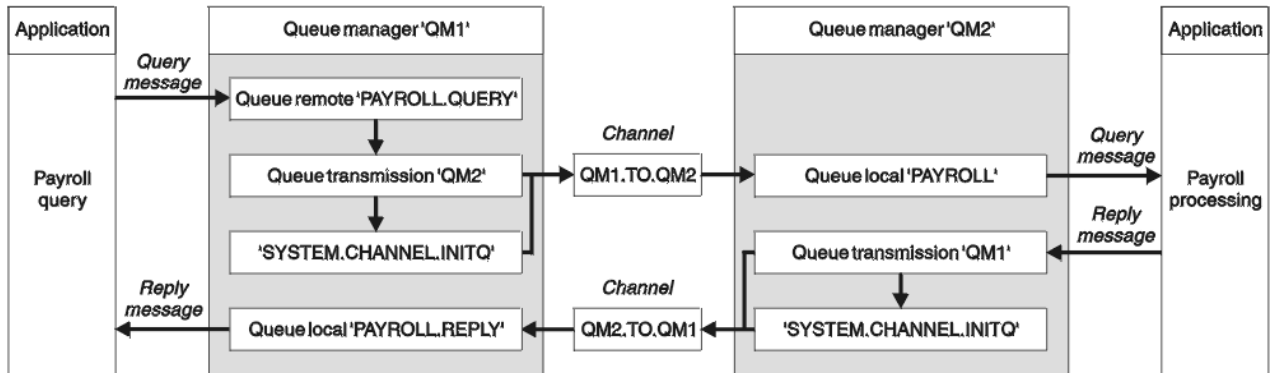 Application
Queue manager 'QM1'
Queue manager 'QM2'
Application
Query
message
Queue remote 'PAYROLL.QUERY'
Channel
Query
message
Payroll
query
Queue transmission 'QM2'
QM1.TO.QM2
Queue local 'PAYROLL'
Payroll
processing
'SYSTEM.CHANNEL.INITQ'
Reply
message
Queue transmission 'QM1'
Reply
message
Channel
Queue local 'PAYROLL.REPLY'
QM2.TO.QM1
'SYSTEM.CHANNEL.INITQ'